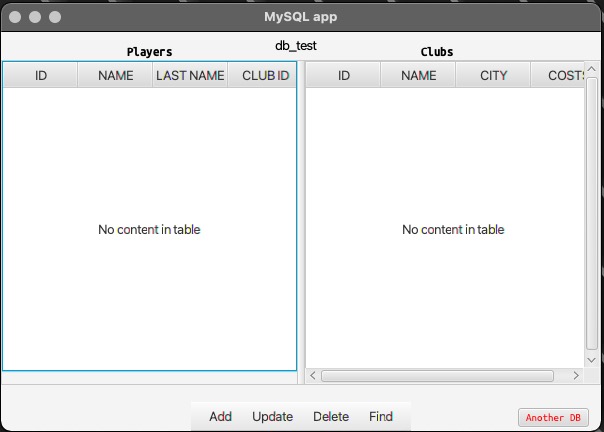 MySQL app
db_test
Players Clubs
ID NAME LAST NAME CLUB ID ID NAME CITY COSTS
No content in table No content in table
Add Update Delete Find
Another DB